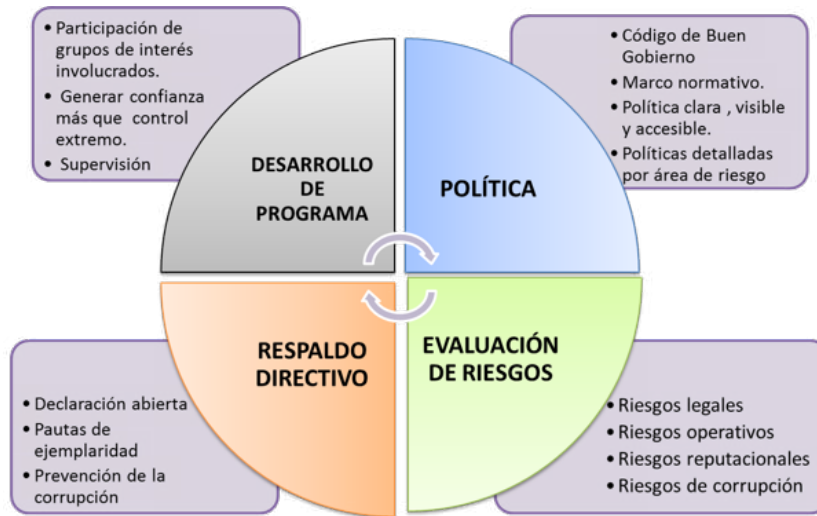 • Participación de
grupos de interés
involucrados.
• Generar confianza
más que control
extremo.
• Supervisión
DESARROLLO
DE
PROGRAMA
• Código de Buen
Gobierno
• Marco normativo.
• Política clara , visible
y accesible.
• Políticas detalladas
por área de riesgo
POLÍTICA
RESPALDO
DIRECTIVO
• Declaración abierta
• Pautas de
ejemplaridad
• Prevención de la
corrupción
EVALUACIÓN
DE RIESGOS
• Riesgos legales
• Riesgos operativos
• Riesgos reputacionales
• Riesgos de corrupción